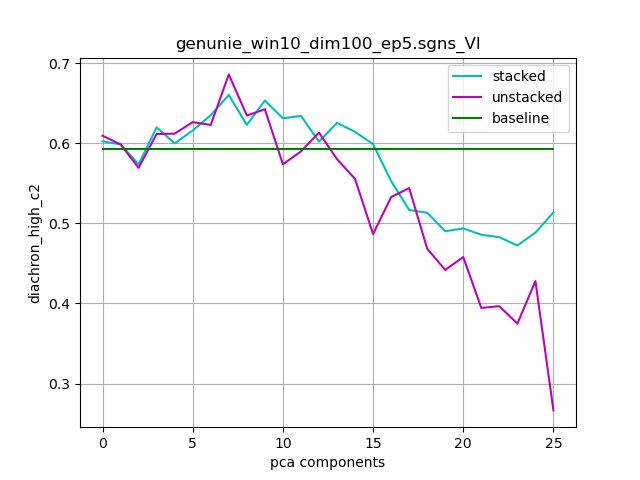 genunie_win10_dim100_ep5.sgns_VI
0.7
0.6
0.5
0.4
0.3
diachron_high_c2
stacked
unstacked
baseline
0
5
10
15
20
25
pca components